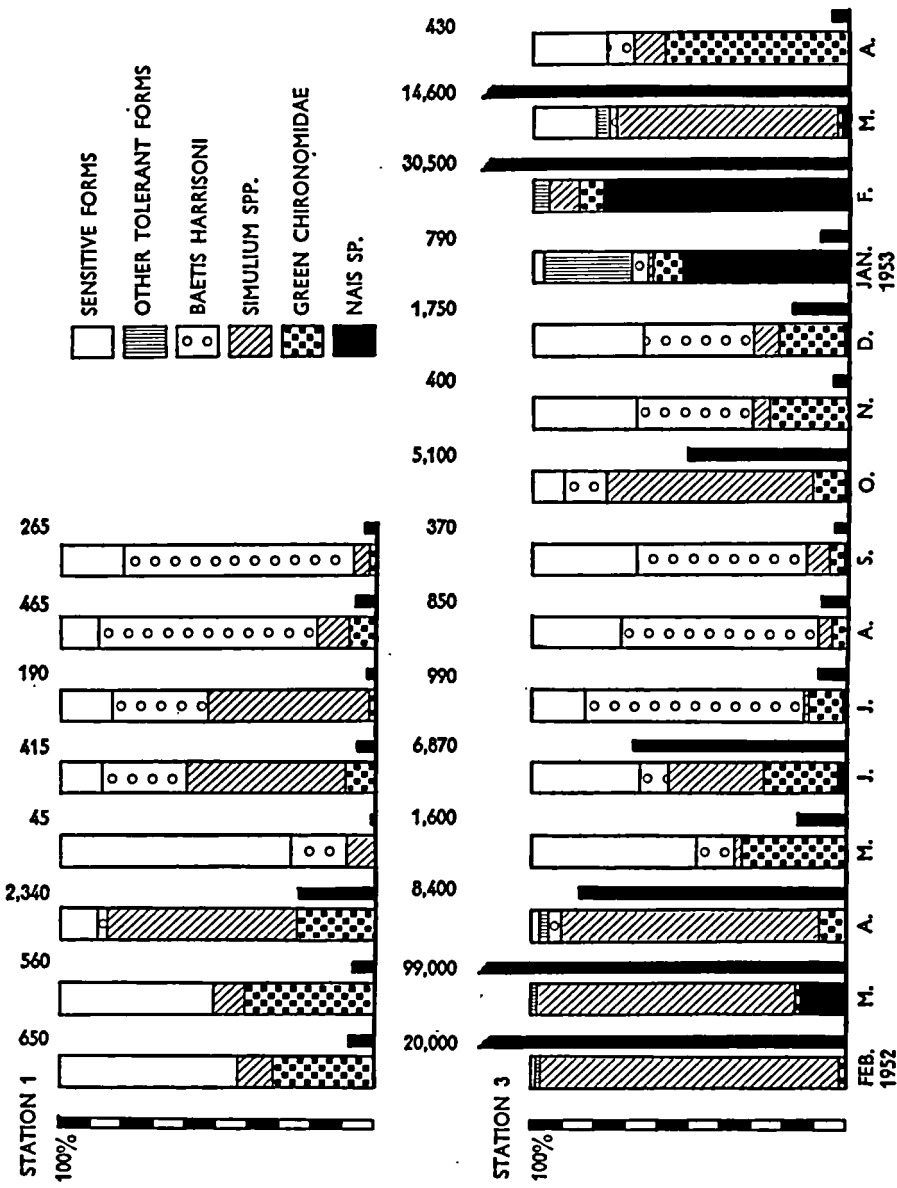 STATION 1
100%
650
560
2,340
45
415
190
465
265
SENSITIVE FORMS
OTHER TOLERANT FORMS
BAETIS HARRISONI
SIMULIUM SPP.
GREEN CHIRONOMIDAE
NAIS SP.
STATION 3
100%
20,000
99,000
8,400
1,600
6,870
990
850
370
5,100
400
1,750
790
30,500
14,600
430
FEB. M. A. M. J. J. A. S. O. N. D. JAN. F. M. A.
1952 1953